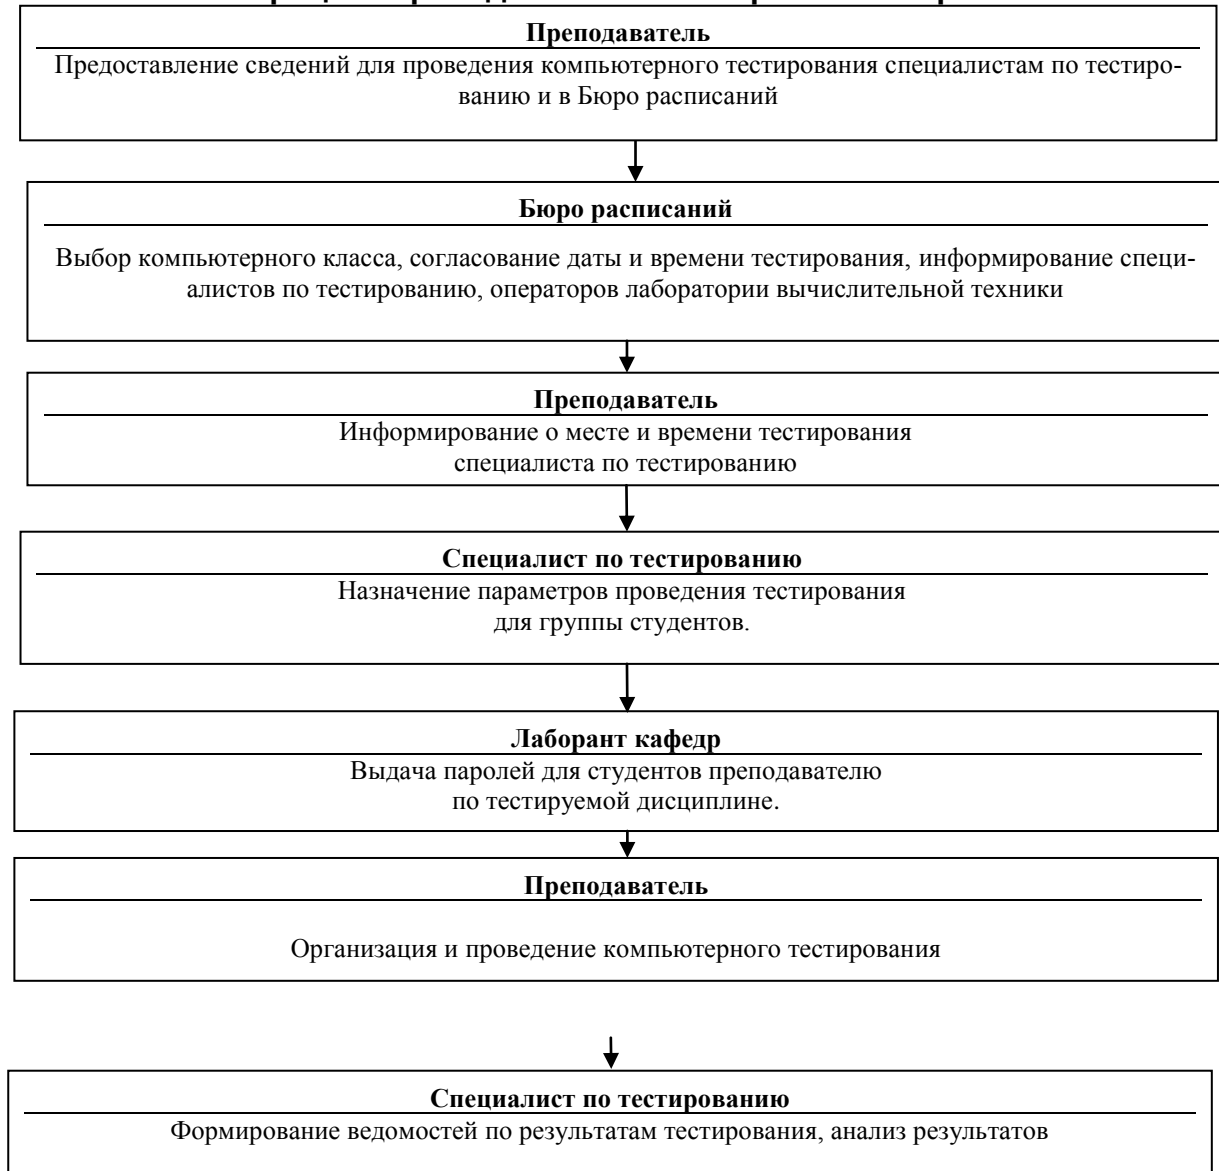 Преподаватель
Предоставление сведений для проведения компьютерного тестирования специалистам по тестиро-
ванию и в Бюро расписаний
Бюро расписаний
Выбор компьютерного класса, согласование даты и времени тестирования, информирование специ-
алистов по тестированию, операторов лаборатории вычислительной техники
Преподаватель
Информирование о месте и времени тестирования
специалиста по тестированию
Специалист по тестированию
Назначение параметров проведения тестирования
для группы студентов.
Лаборант кафедр
Выдача паролей для студентов преподавателю
по тестируемой дисциплине.
Преподаватель
Организация и проведение компьютерного тестирования
Специалист по тестированию
Формирование ведомостей по результатам тестирования, анализ результатов